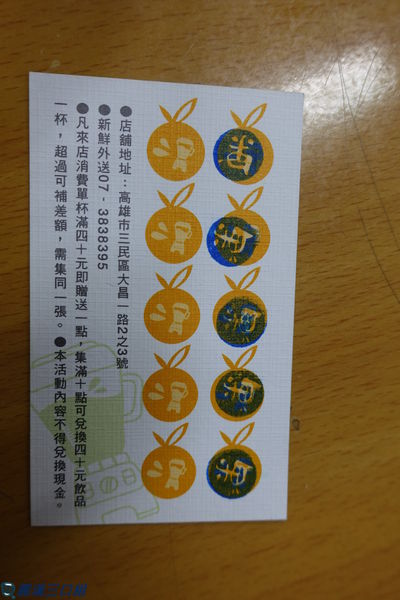 ●店舖地址：高雄市三民區大昌一路2之3號
●新鮮外送07-3838395
●凡來店消費單杯滿四十元即贈送一點，集滿十點可兌換四十元飲品
一杯，超過可補差額，需集同一張。●本活動內容不得兌換現金。